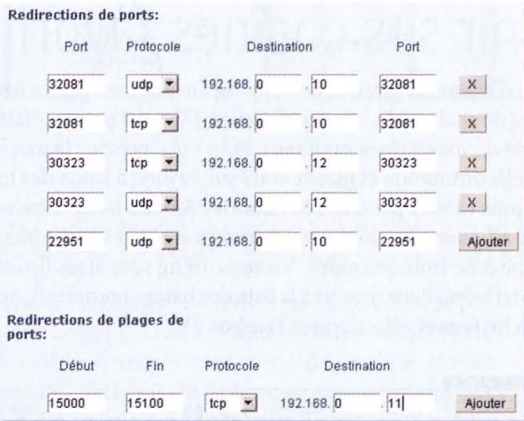 Redirections de ports:
Port Protocole Destination Port
32081 udp 192.168. 0 .10 32081 X
32081 tcp 192.168. 0 .10 32081 X
30323 tcp 192.168. 0 .12 30323 X
30323 udp 192.168. 0 .12 30323 X
22951 udp 192.168. 0 .10 22951 Ajouter
Redirections de plages de
ports:
Début Fin Protocole Destination
15000 15100 tcp 192.168. 0 .11 Ajouter